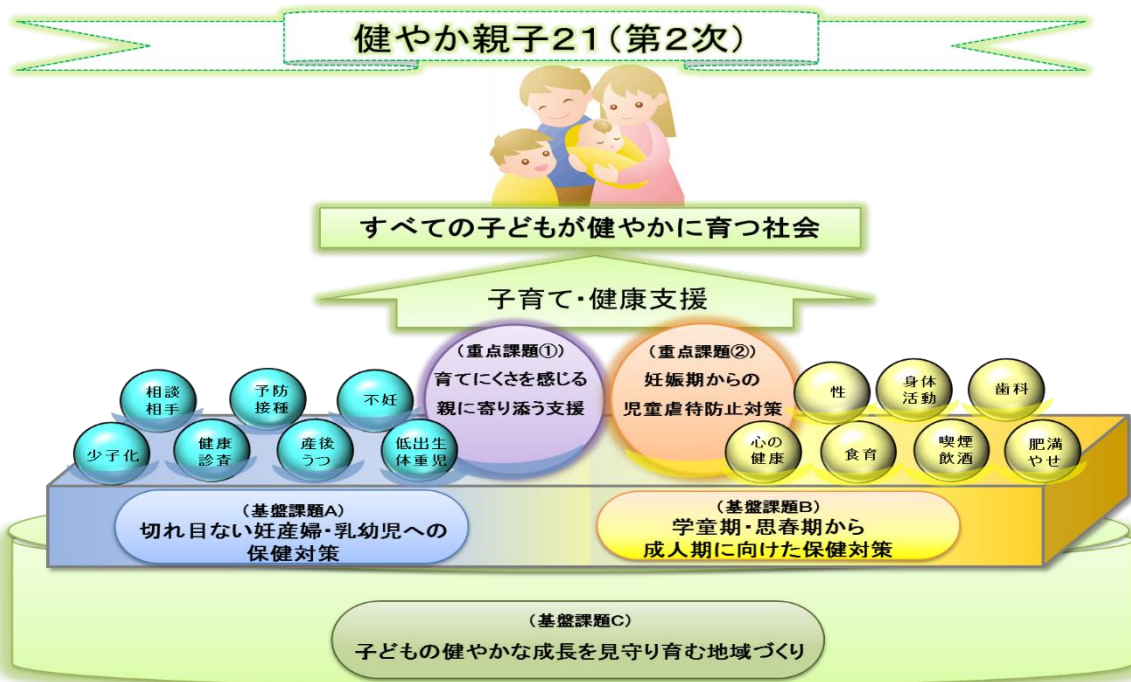 健やか親子21(第2次)
すべての子どもが健やかに育つ社会
子育て・健康支援
(重点課題①)
育てにくさを感じる
親に寄り添う支援
(重点課題②)
妊娠期からの
児童虐待防止対策
相談
相手
予防
接種
不妊
少子化
健康
診査
産後
うつ
低出生
体重児
性
身体
活動
歯科
心の
健康
食育
喫煙
飲酒
肥満
やせ
(基盤課題A)
切れ目ない妊産婦・乳幼児への
保健対策
(基盤課題B)
学童期・思春期から
成人期に向けた保健対策
(基盤課題C)
子どもの健やかな成長を見守り育む地域づくり